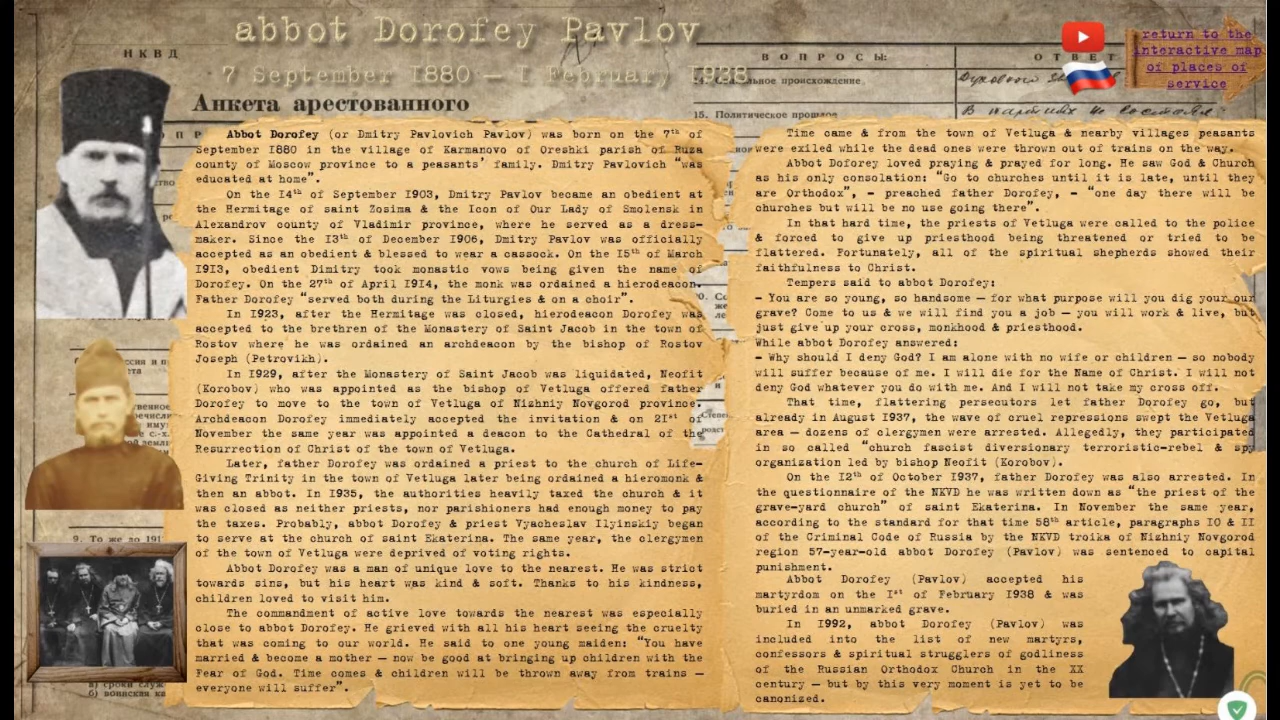 abbot Dorofey Pavlov
7 September 1880 – 1 February 1938
НКВД
Анкета арестованного
ВОПРОСЫ:
ОТВЕТ
15. Политическое прошлое
return to the
interactive map
of places of
service
Abbot Dorofey (or Dmitry Pavlovich Pavlov) was born on the 7th of
September 1880 in the village of Karmanovo of Oreshki parish of Ruza
county of Moscow province to a peasants’ family. Dmitry Pavlovich “was
educated at home”.
On the 14th of September 1903, Dmitry Pavlov became an obedient at
the Hermitage of saint Zosima & the Icon of Our Lady of Smolensk in
Alexandrov county of Vladimir province, where he served as a dress-
maker. Since the 13th of December 1906, Dmitry Pavlov was officially
accepted as an obedient & blessed to wear a cassock. On the 15th of March
1913, obedient Dimitry took monastic vows being given the name of
Dorofey. On the 27th of April 1914, the monk was ordained a hierodeacon.
Father Dorofey “served both during the Liturgies & on a choir”.
In 1923, after the Hermitage was closed, hierodeacon Dorofey was
accepted to the brethren of the Monastery of Saint Jacob in the town of
Rostov where he was ordained an archdeacon by the bishop of Rostov
Joseph (Petrovikh).
In 1929, after the Monastery of Saint Jacob was liquidated, Neofit
(Korobov) who was appointed as the bishop of Vetluga offered father
Dorofey to move to the town of Vetluga of Nizhniy Novgorod province.
Archdeacon Dorofey immediately accepted the invitation & on 21st of
November the same year was appointed a deacon to the Cathedral of the
Resurrection of Christ of the town of Vetluga.
Later, father Dorofey was ordained a priest to the church of Life-
Giving Trinity in the town of Vetluga later being ordained a hieromonk &
then an abbot. In 1935, the authorities heavily taxed the church & it
was closed as neither priests, nor parishioners had enough money to pay
the taxes. Probably, abbot Dorofey & priest Vyacheslav Ilyinskiy began
to serve at the church of saint Ekaterina. The same year, the clergymen
of the town of Vetluga were deprived of voting rights.
Abbot Dorofey was a man of unique love to the nearest. He was strict
towards sins, but his heart was kind & soft. Thanks to his kindness,
children loved to visit him.
The commandment of active love towards the nearest was especially
close to abbot Dorofey. He grieved with all his heart seeing the cruelty
that was coming to our world. He said to one young maiden: “You have
married & become a mother – now be good at bringing up children with the
Fear of God. Time comes & children will be thrown away from trains –
everyone will suffer”.
Time came & from the town of Vetluga & nearby villages peasants
were exiled while the dead ones were thrown out of trains on the way.
Abbot Doforey loved praying & prayed for long. He saw God & Church
as his only consolation: “Go to churches until it is late, until they
are Orthodox”, – preached father Dorofey, – “one day there will be
churches but will be no use going there”.
In that hard time, the priests of Vetluga were called to the police
& forced to give up priesthood being threatened or tried to be
flattered. Fortunately, all of the spiritual shepherds showed their
faithfulness to Christ.
Tempers said to abbot Dorofey:
– You are so young, so handsome – for what purpose will you dig your our
grave? Come to us & we will find you a job – you will work & live, but
just give up your cross, monkhood & priesthood.
While abbot Dorofey answered:
– Why should I deny God? I am alone with no wife or children – so nobody
will suffer because of me. I will die for the Name of Christ. I will not
deny God whatever you do with me. And I will not take my cross off.
That time, flattering persecutors let father Dorofey go, but
already in August 1937, the wave of cruel repressions swept the Vetluga
area – dozens of clergymen were arrested. Allegedly, they participated
in so called “church fascist diversionary terroristic-rebel & spy
organization led by bishop Neofit (Korobov).
On the 12th of October 1937, father Dorofey was also arrested. In
the questionnaire of the NKVD he was written down as “the priest of the
grave-yard church” of saint Ekaterina. In November the same year,
according to the standard for that time 58th article, paragraphs 10 & 11
of the Criminal Code of Russia by the NKVD troika of Nizhniy Novgorod
region 57-year-old abbot Dorofey (Pavlov) was sentenced to capital
punishment.
Abbot Dorofey (Pavlov) accepted his
martyrdom on the 1st of February 1938 & was
buried in an unmarked grave.
In 1992, abbot Dorofey (Pavlov) was
included into the list of new martyrs,
confessors & spiritual strugglers of godliness
of the Russian Orthodox Church in the XX
century – but by this very moment is yet to be
canonized.